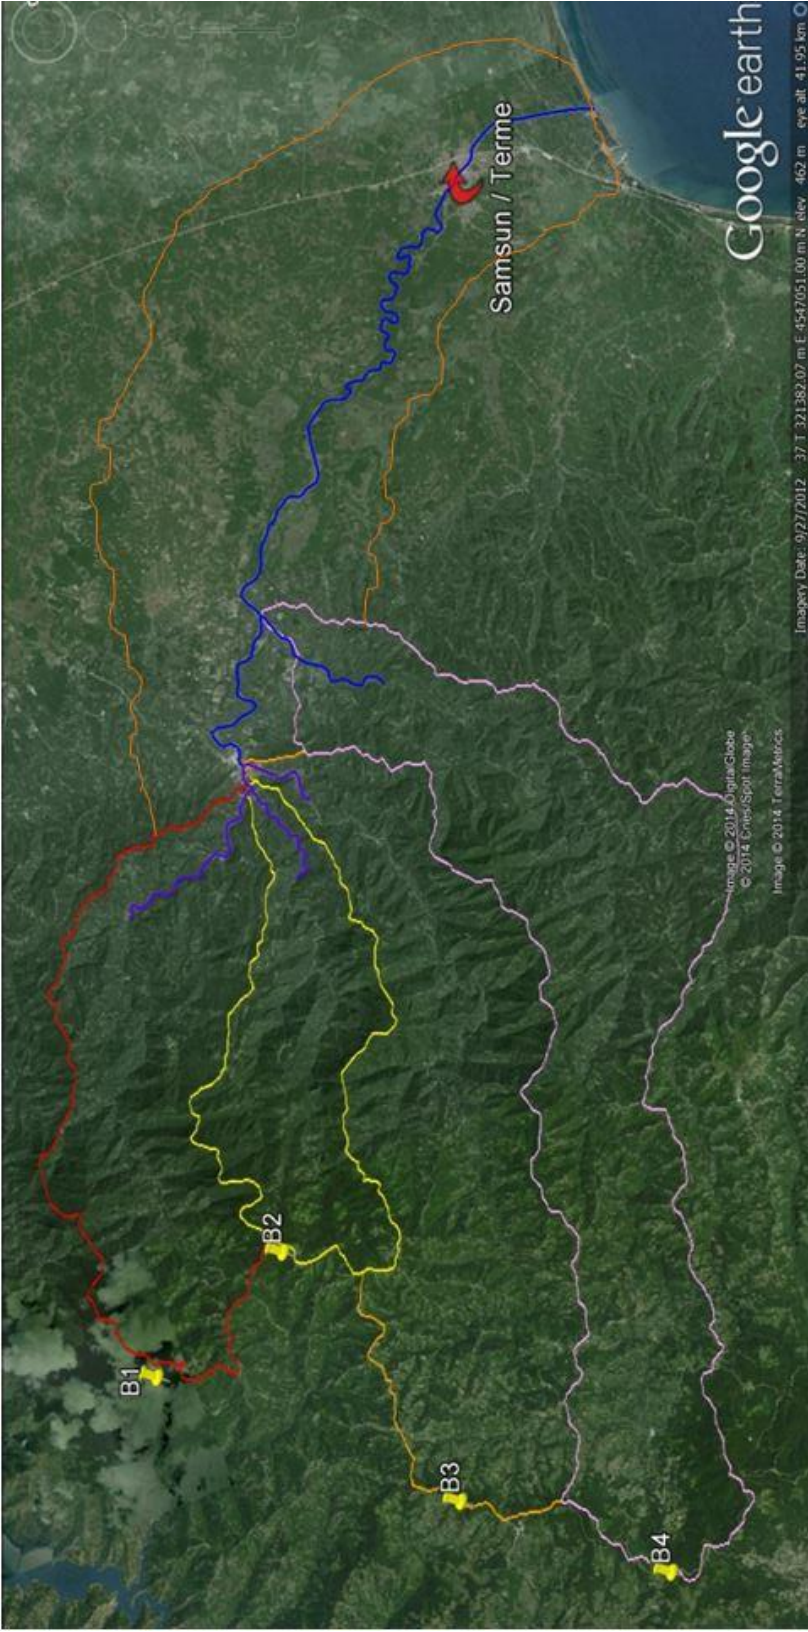 B1
B2
B3
B4
Samsun / Terme
Image © 2014 DigitalGlobe
© 2014 Cnes/Spot Image
Image © 2014 TerraMetrics
Google earth
Imagery Date: 9/27/2012 37 T 321382.07 m E 4547051.00 m N elev 462 m eye alt 41.95 km